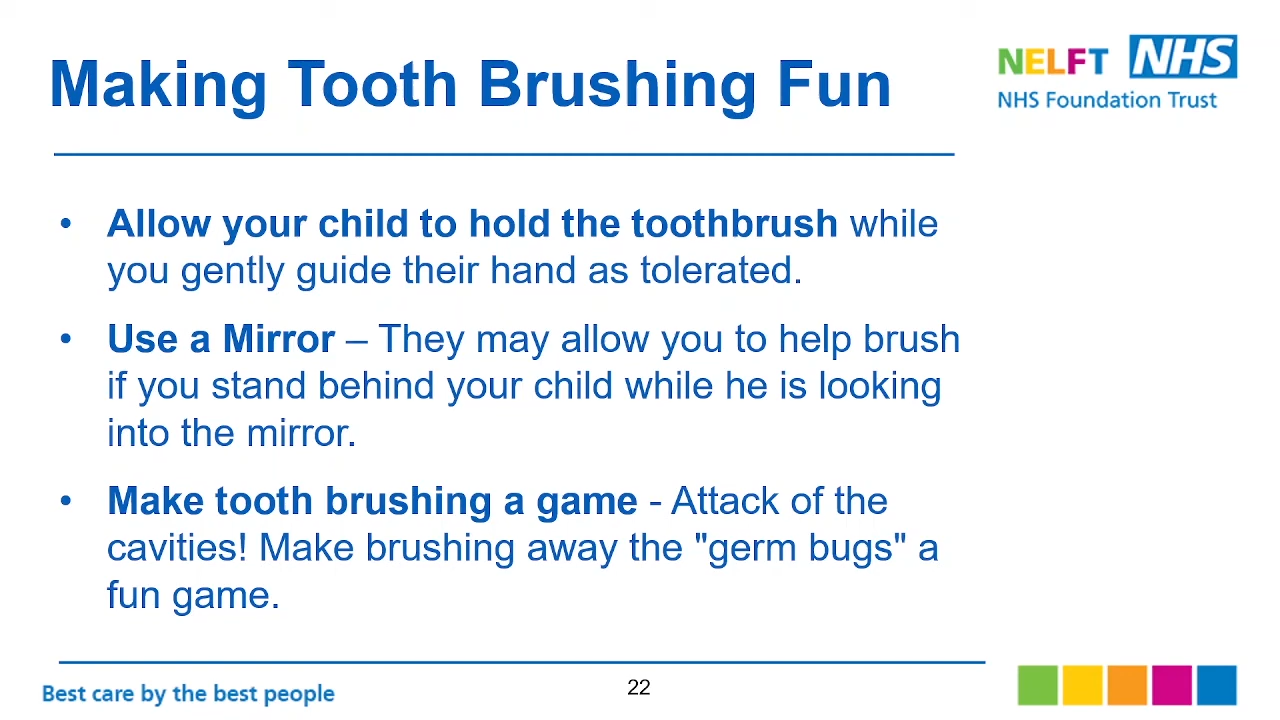 Making Tooth Brushing Fun
NELFT NHS
NHS Foundation Trust
• Allow your child to hold the toothbrush while
you gently guide their hand as tolerated.
• Use a Mirror – They may allow you to help brush
if you stand behind your child while he is looking
into the mirror.
• Make tooth brushing a game - Attack of the
cavities! Make brushing away the "germ bugs" a
fun game.
Best care by the best people
22